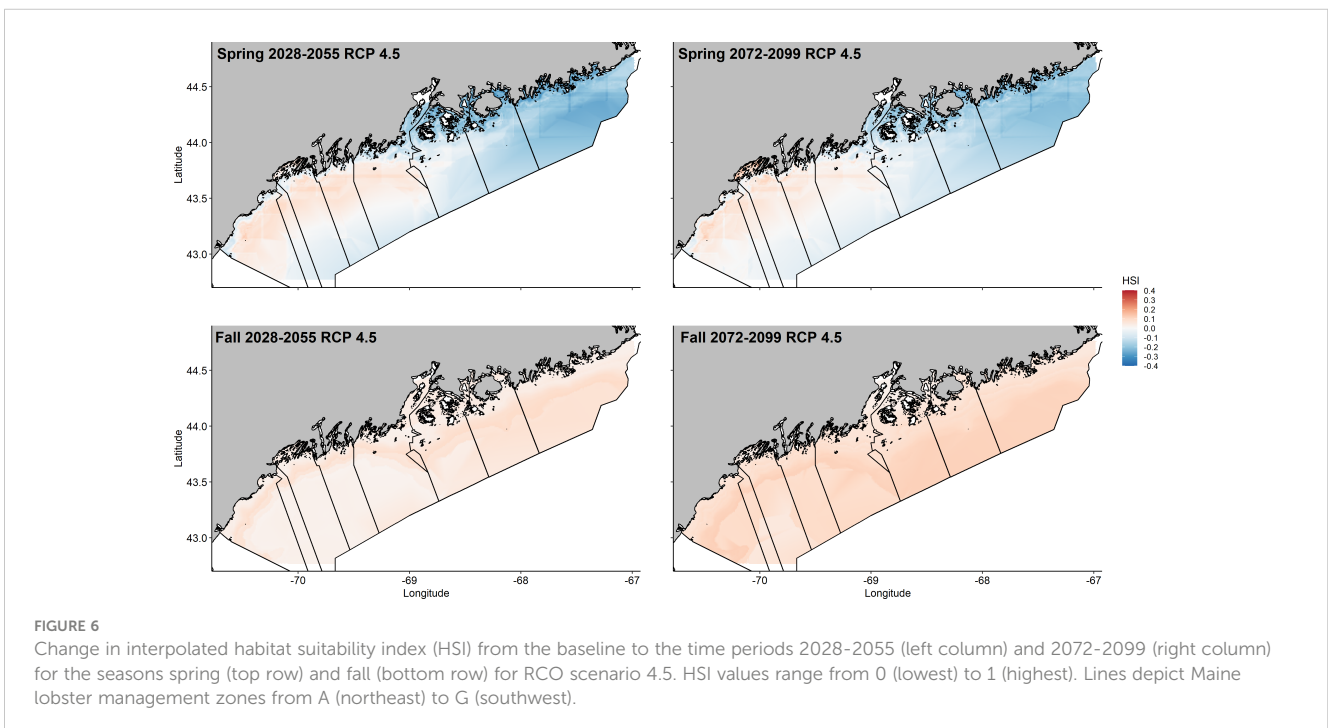 Spring 2028-2055 RCP 4.5
Spring 2072-2099 RCP 4.5
44.5
44.0
43.5
43.0
Latitude
-70
-69
-68
-67
HSI
0.4
0.3
0.2
0.1
0.0
-0.1
-0.2
-0.3
-0.4
Fall 2028-2055 RCP 4.5
Fall 2072-2099 RCP 4.5
44.5
44.0
43.5
43.0
Latitude
-70
-69
-68
-67
Longitude
-70
-69
-68
-67
Longitude
FIGURE 6
Change in interpolated habitat suitability index (HSI) from the baseline to the time periods 2028-2055 (left column) and 2072-2099 (right column)
for the seasons spring (top row) and fall (bottom row) for RCO scenario 4.5. HSI values range from 0 (lowest) to 1 (highest). Lines depict Maine
lobster management zones from A (northeast) to G (southwest).